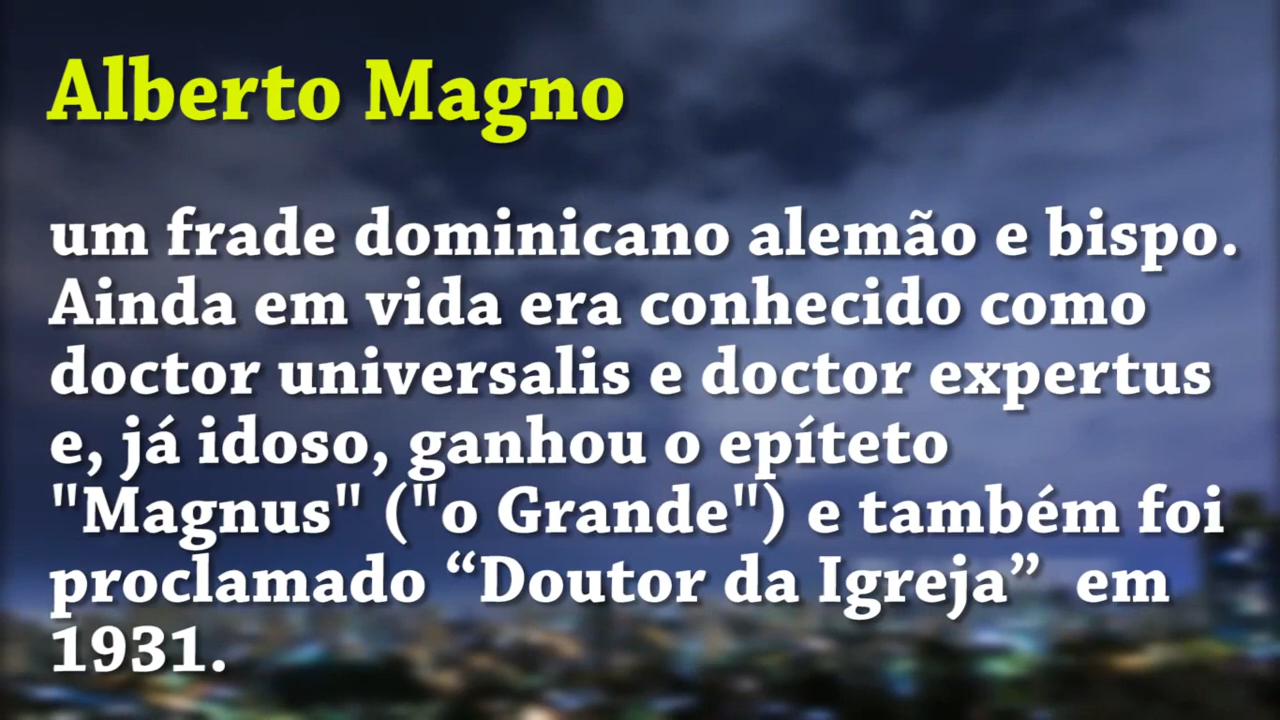 Alberto Magno
um frade dominicano alemão e bispo.
Ainda em vida era conhecido como
doctor universalis e doctor expertus
e, já idoso, ganhou o epíteto
"Magnus" ("o Grande") e também foi
proclamado “Doutor da Igreja”  em
1931.